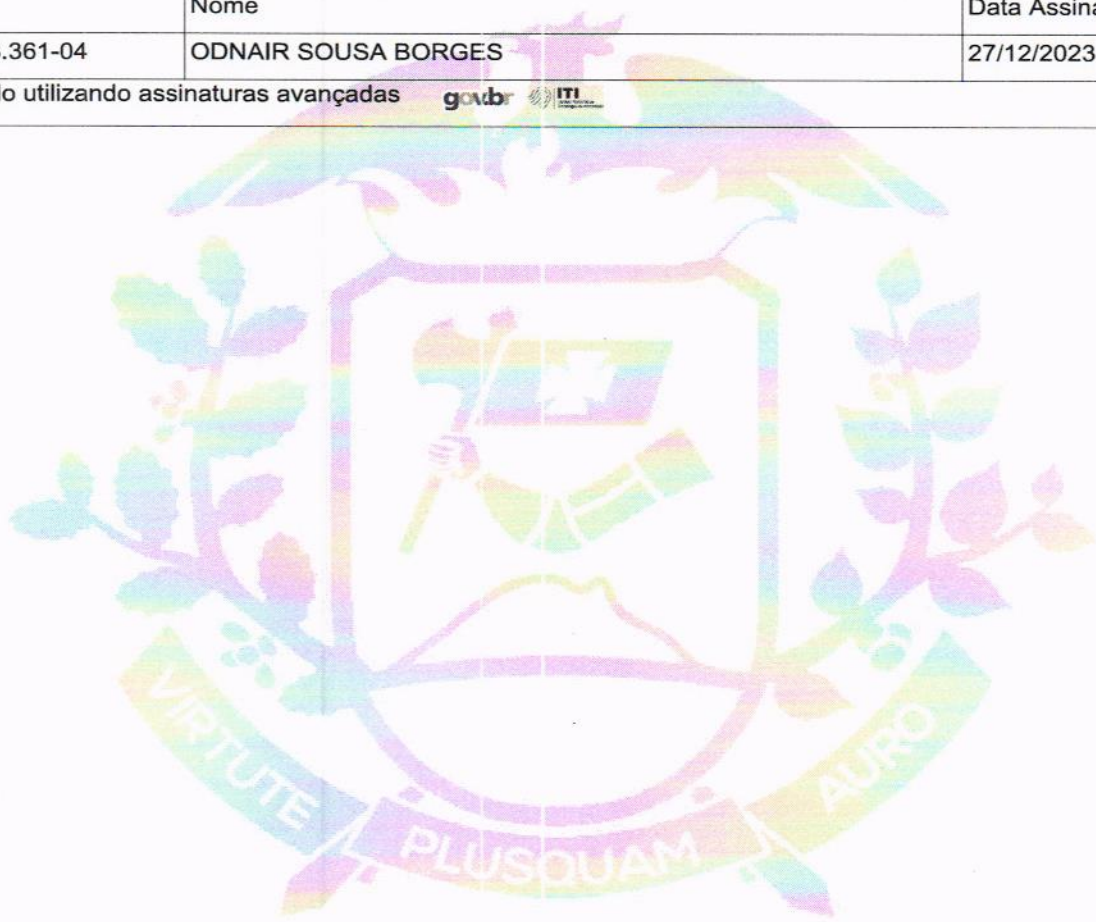 Nome Data Assina
.361-04 ODNAIR SOUSA BORGES 27/12/2023
o utilizando assinaturas avançadas gov.br ITI
VIRTUTE PLUSQUAM AURO